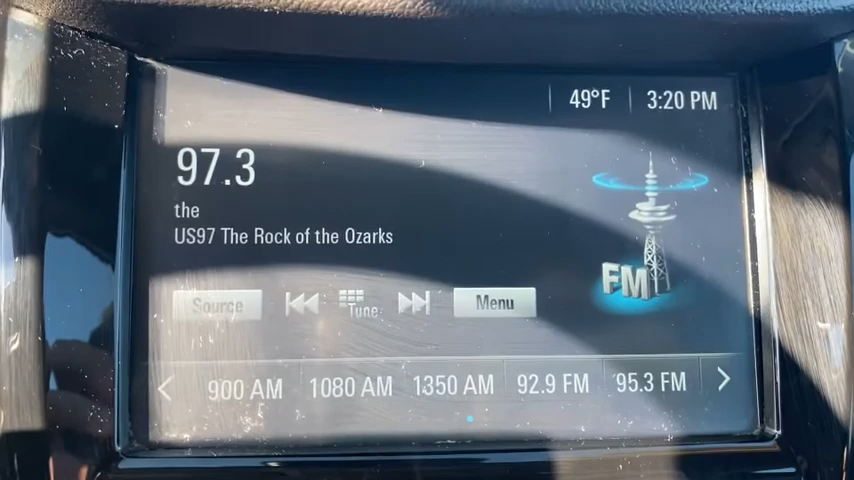 49°F 3:20 PM
97.3
the
US97 The Rock of the Ozarks
FM
Source Tune Menu
900 AM 1080 AM 1350 AM 92.9 FM 95.3 FM